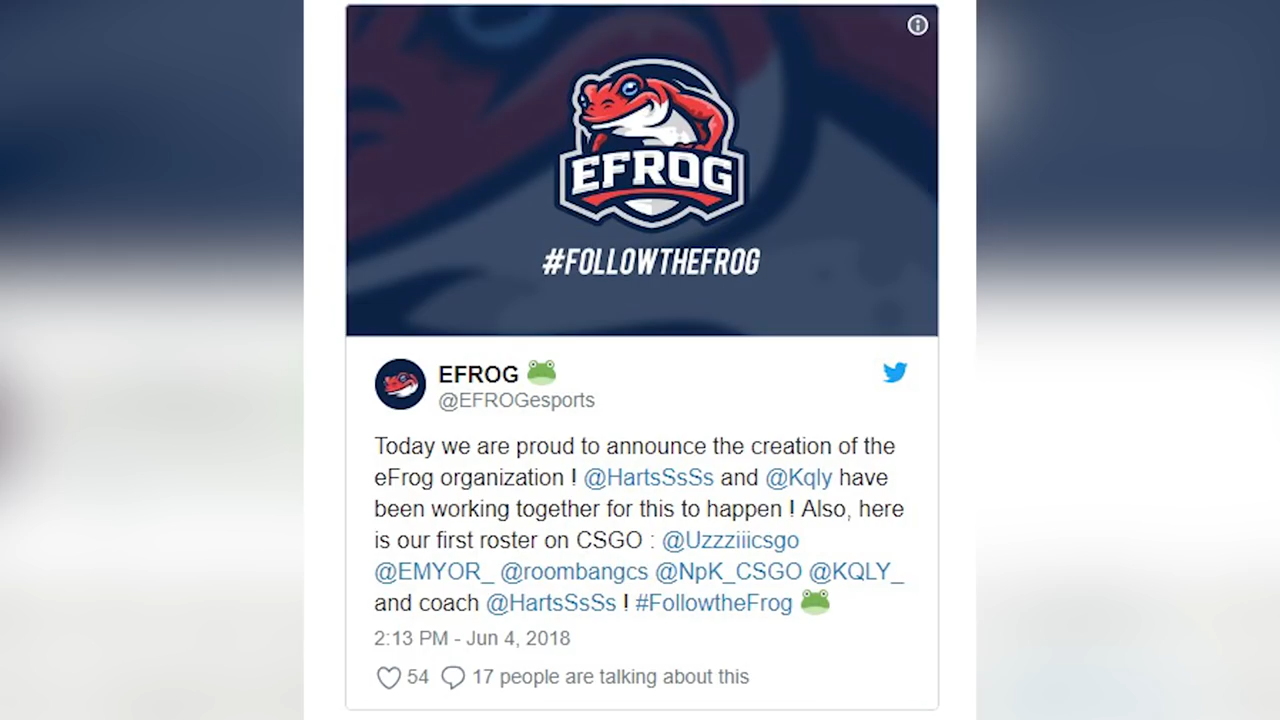 EFROG
#FOLLOWTHEFROG
EFROG
@EFROGesports
Today we are proud to announce the creation of the
eFrog organization ! @HartsSsSs and @Kqly have
been working together for this to happen ! Also, here
is our first roster on CSGO : @Uzzziiicsgo
@EMYOR_ @roombangcs @NpK_CSGO @KQLY_
and coach @HartsSsSs ! #FollowtheFrog
2:13 PM - Jun 4, 2018
54 17 people are talking about this